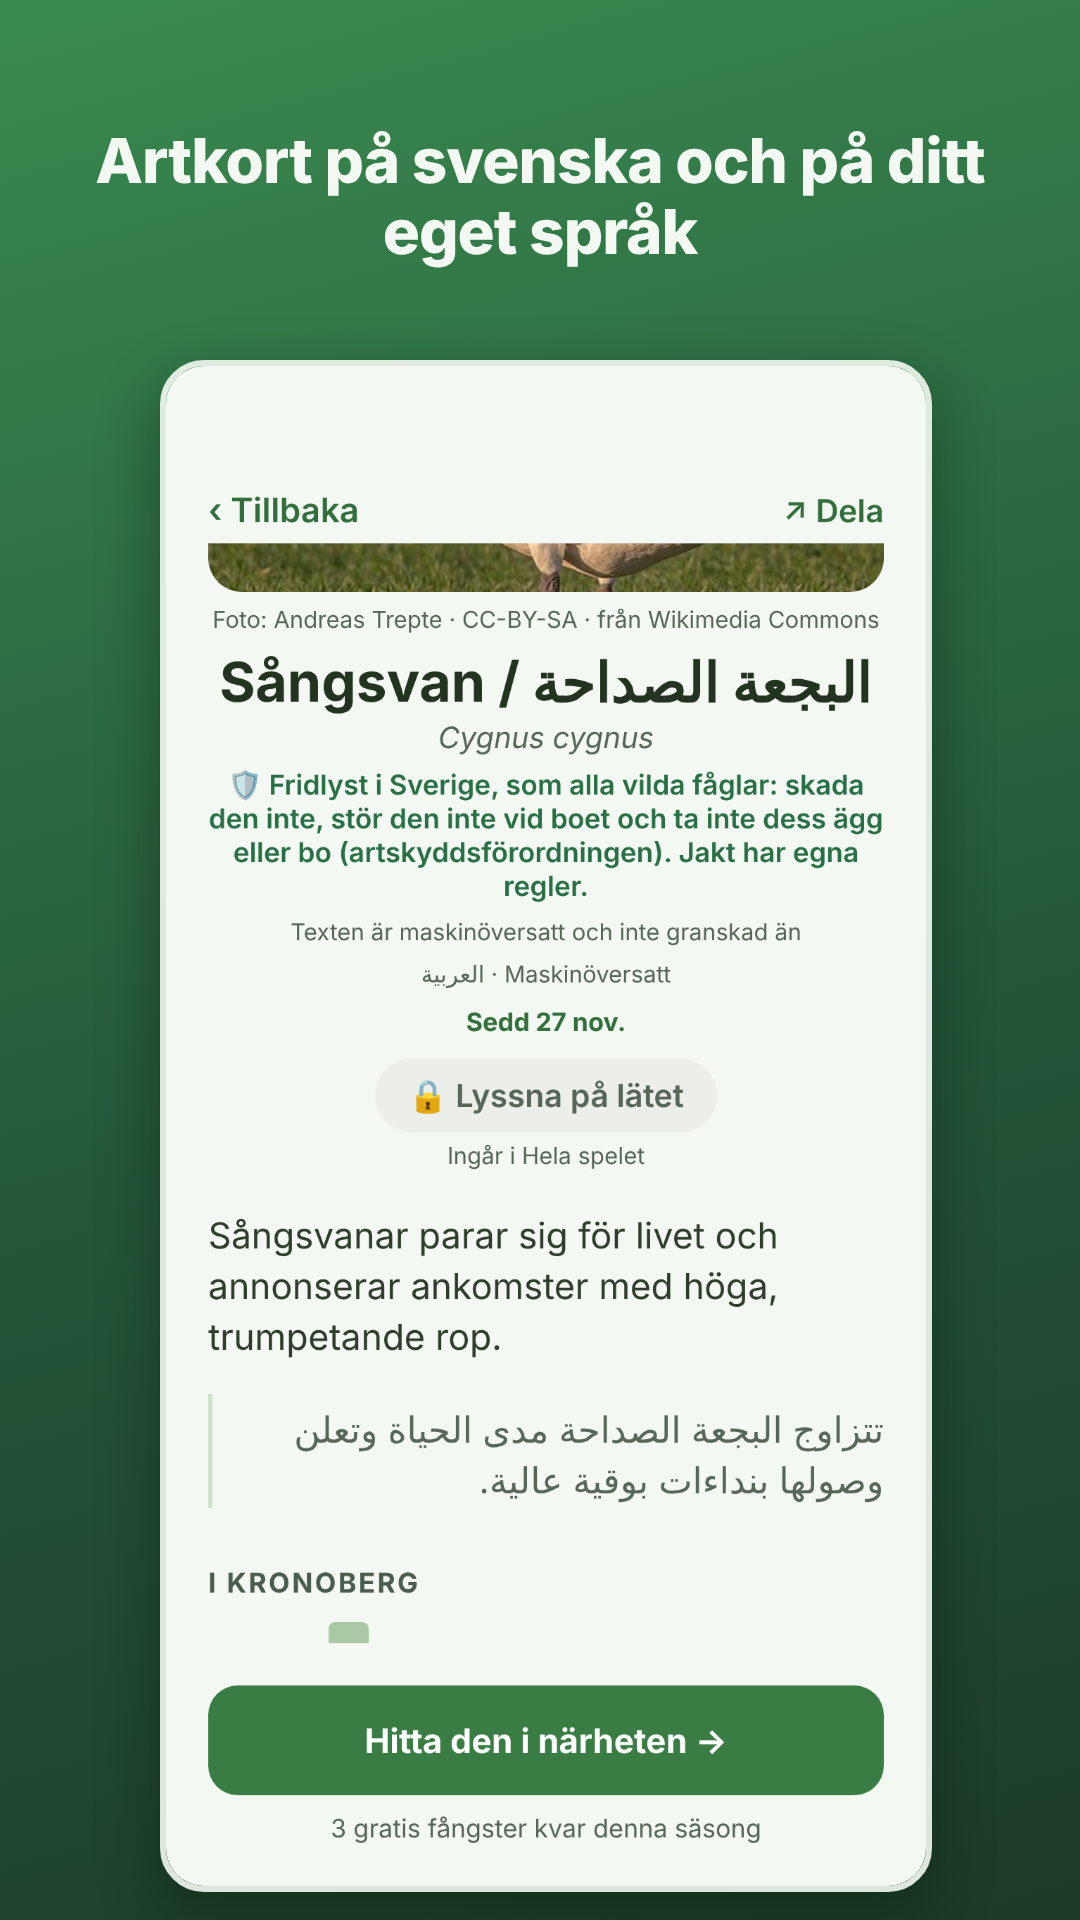 Artkort på svenska och på ditt
eget språk
‹ Tillbaka
↗ Dela
Foto: Andreas Trepte · CC-BY-SA · från Wikimedia Commons
Sångsvan / البجعة الصداحة
Cygnus cygnus
🛡️ Fridlyst i Sverige, som alla vilda fåglar: skada
den inte, stör den inte vid boet och ta inte dess ägg
eller bo (artskyddsförordningen). Jakt har egna
regler.
Texten är maskinöversatt och inte granskad än
العربية · Maskinöversatt
Sedd 27 nov.
🔒 Lyssna på lätet
Ingår i Hela spelet
Sångsvanar parar sig för livet och
annonserar ankomster med höga,
trumpetande rop.
تتزاوج البجعة الصداحة مدى الحياة وتعلن
وصولها بنداءات بوقية عالية.
I KRONOBERG
Hitta den i närheten →
3 gratis fångster kvar denna säsong